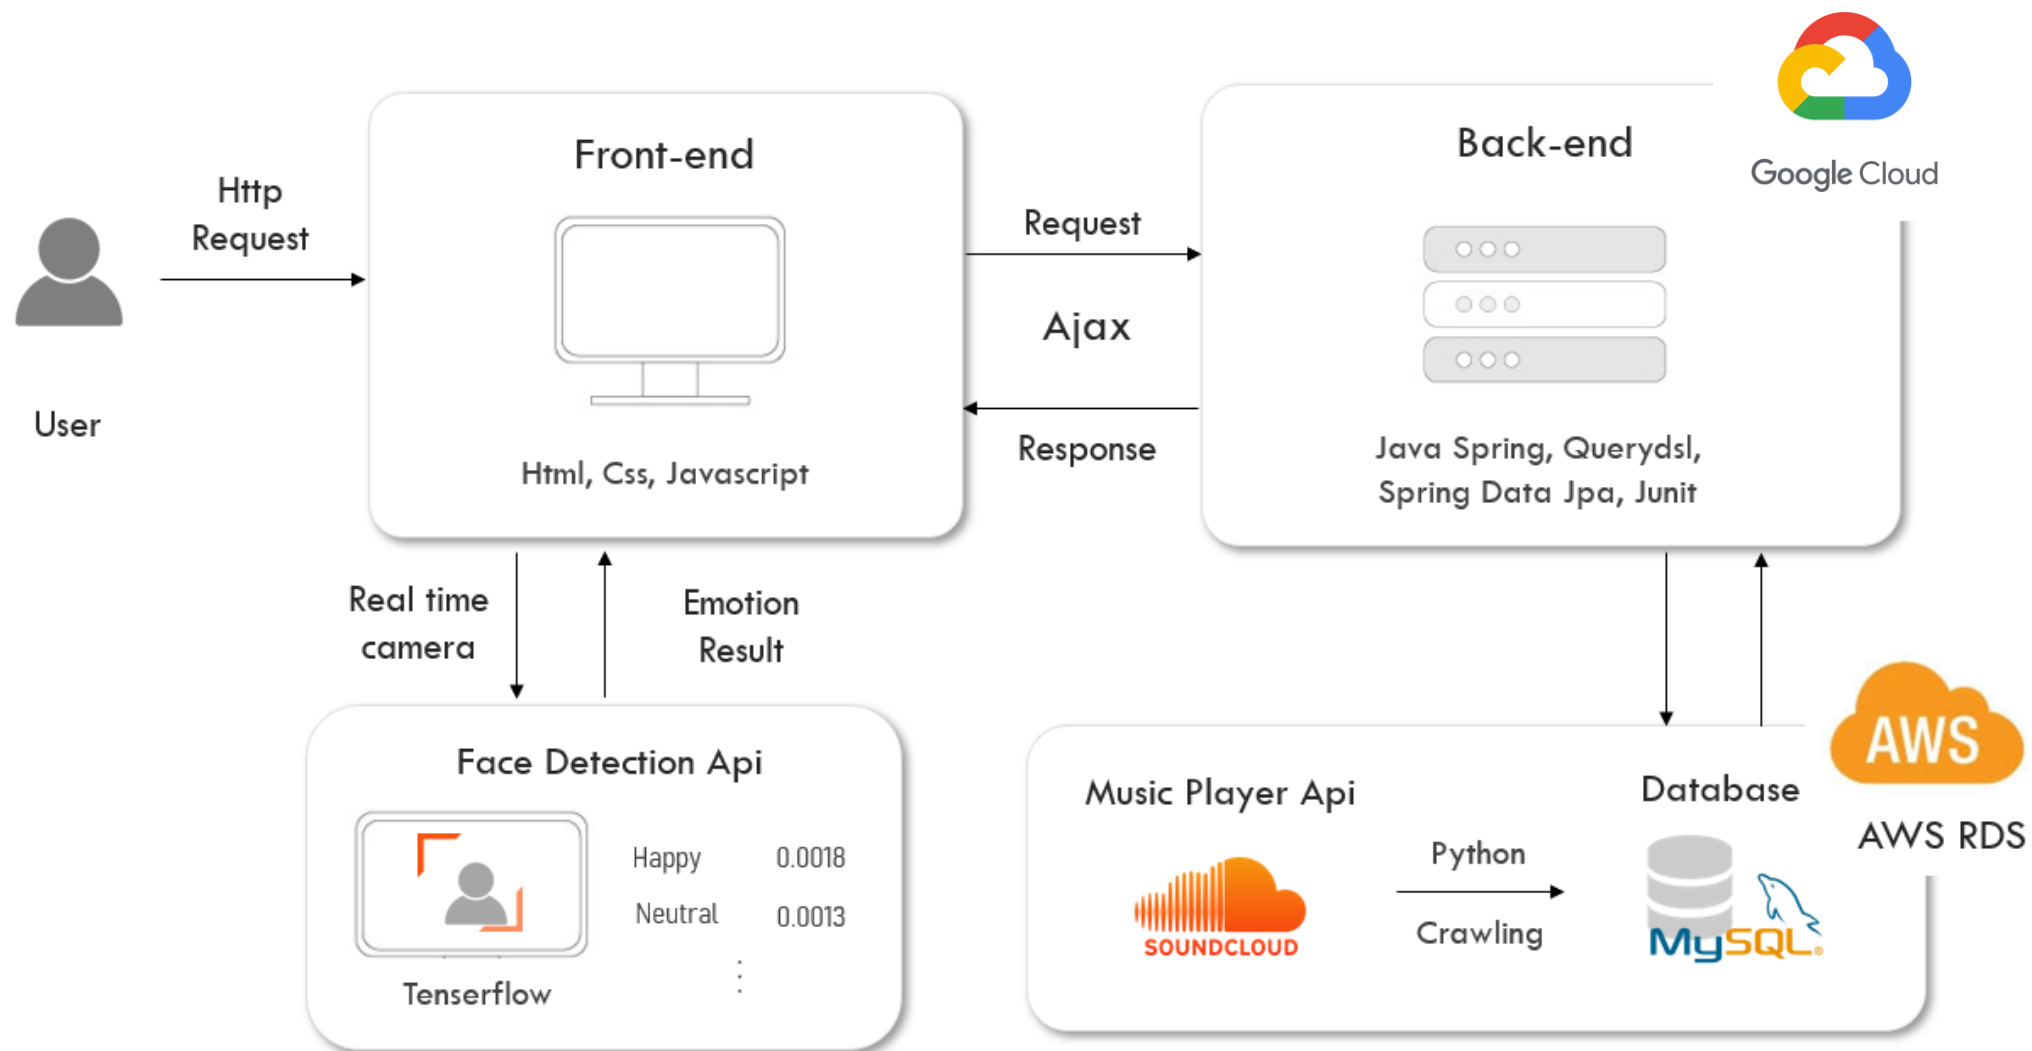 Google Cloud
Front-end
Back-end
Http
Request
Request
Ajax
Response
User
Html, Css, Javascript
Java Spring, Querydsl,
Spring Data Jpa, Junit
Real time
camera
Emotion
Result
Face Detection Api
Happy 0.0018
Neutral 0.0013
Tenserflow
Music Player Api
SOUNDCLOUD
Python
Crawling
Database
MySQL®
AWS
AWS RDS